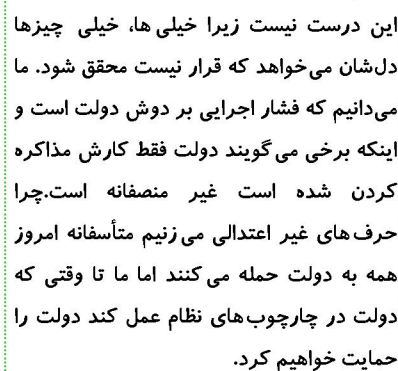 این درست نیست زیرا خیلی ها، خیلی چیزها
دل‌شان می‌خواهد که قرار نیست محقق شود. ما
می‌دانیم که فشار اجرایی بر دوش دولت است و
اینکه برخی می گویند دولت فقط کارش مذاکره
کردن شده است غیر منصفانه است.چرا
حرف‌های غیر اعتدالی می زنیم متأسفانه امروز
همه به دولت حمله می کنند اما ما تا وقتی که
دولت در چارچوب‌های نظام عمل کند دولت را
حمایت خواهیم کرد.